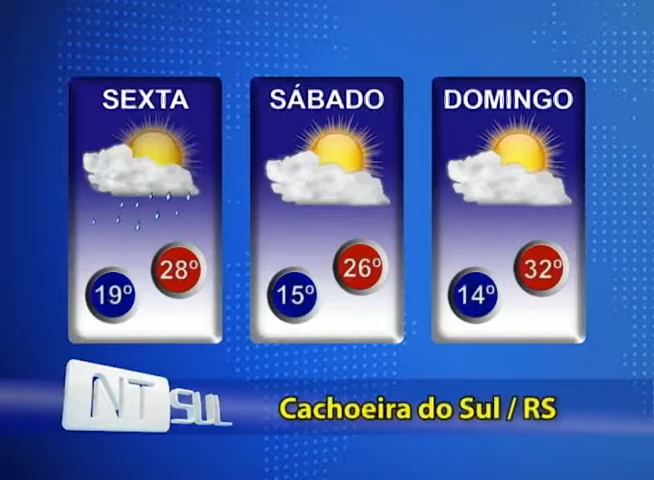 SEXTA
28º
19º
SÁBADO
26º
15º
DOMINGO
32º
14º
NT SUL
Cachoeira do Sul / RS